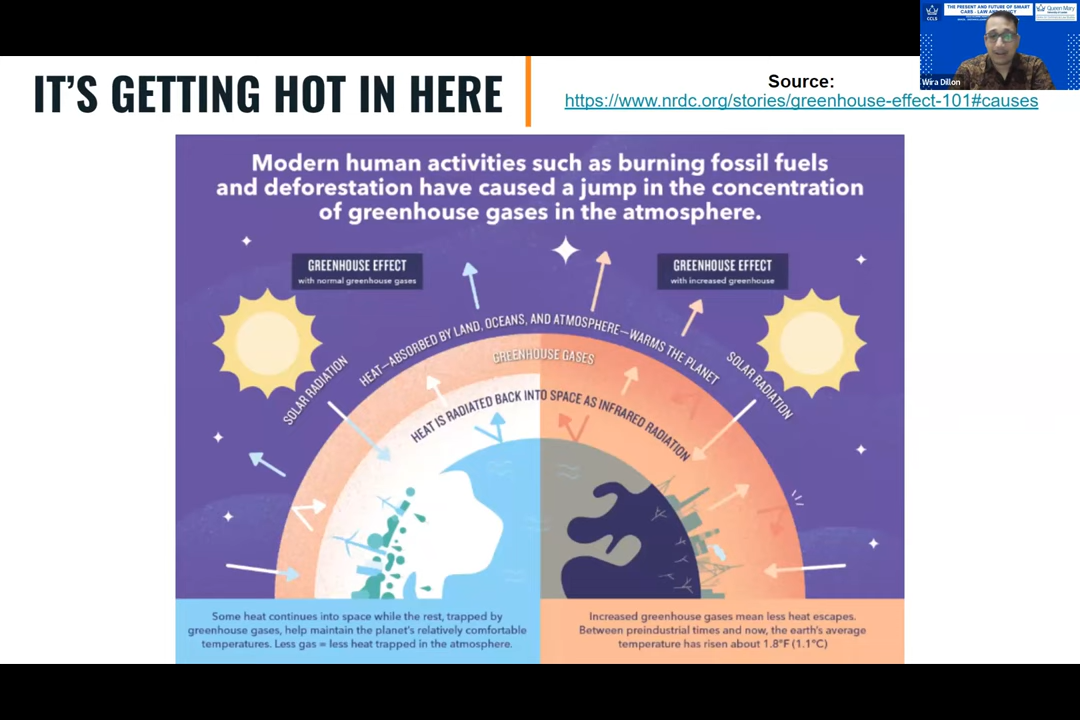 IT'S GETTING HOT IN HERE
Source:
https://www.nrdc.org/stories/greenhouse-effect-101#causes
THE PRESENT AND FUTURE OF SMART
CCLS
Queen Mary
Wira Dillon
Modern human activities such as burning fossil fuels
and deforestation have caused a jump in the concentration
of greenhouse gases in the atmosphere.
GREENHOUSE EFFECT
with normal greenhouse gases
GREENHOUSE EFFECT
with increased greenhouse
SOLAR RADIATION
HEAT—ABSORBED BY LAND, OCEANS, AND ATMOSPHERE—WARMS THE PLANET
SOLAR RADIATION
GREENHOUSE GASES
HEAT IS RADIATED BACK INTO SPACE AS INFRARED RADIATION
Some heat continues into space while the rest, trapped by
greenhouse gases, help maintain the planet's relatively comfortable
temperatures. Less gas = less heat trapped in the atmosphere.
Increased greenhouse gases mean less heat escapes.
Between preindustrial times and now, the earth's average
temperature has risen about 1.8°F (1.1°C)